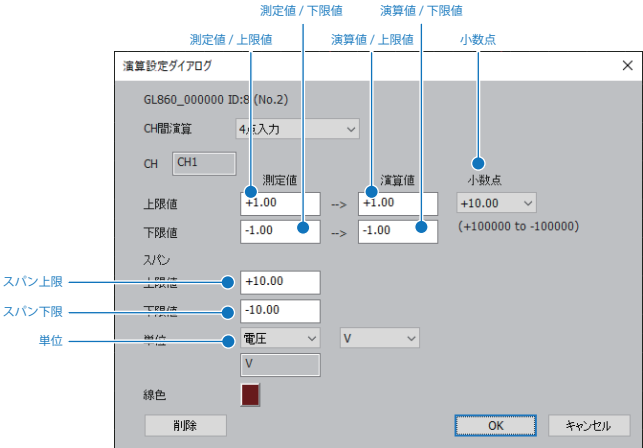 測定値 / 下限値 演算値 / 下限値
測定値 / 上限値 演算値 / 上限値 小数点
演算設定ダイアログ
GL860_000000 ID:8 (No.2)
CH間演算 4点入力
CH CH1
測定値 演算値 小数点
上限値 +1.00 --> +1.00 +10.00
下限値 -1.00 --> -1.00 (+100000 to -100000)
スパン
スパン上限 上限値 +10.00
スパン下限 下限値 -10.00
単位 単位 電圧 V
V
線色
削除 OK キャンセル